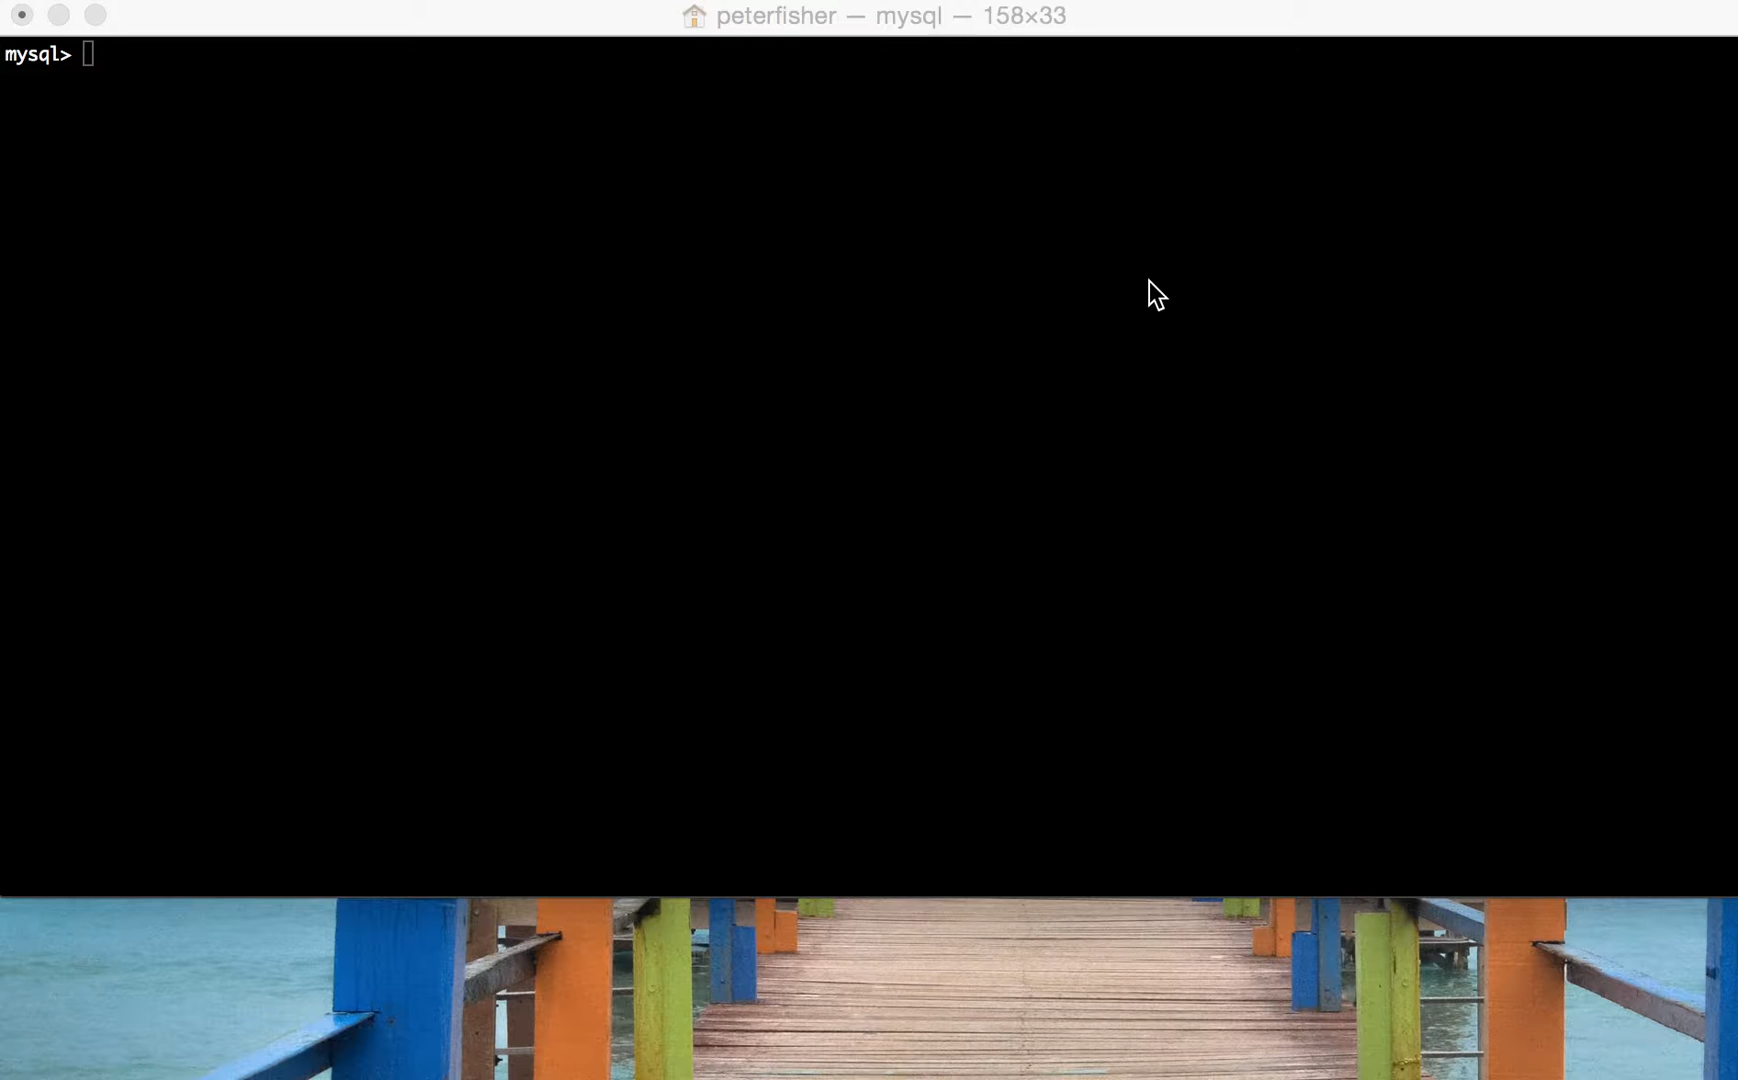 peterfisher — mysql — 158×33
mysql>